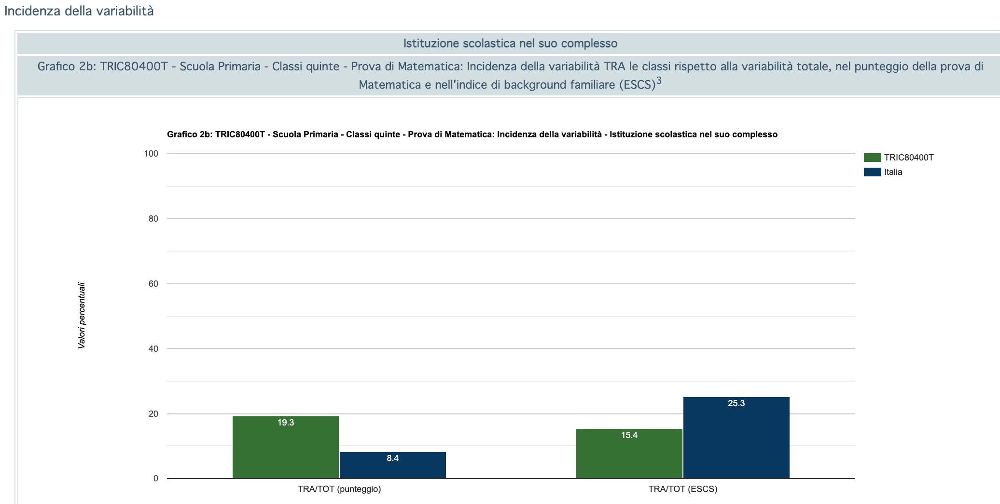 Incidenza della variabilità
Istituzione scolastica nel suo complesso
Grafico 2b: TRIC80400T - Scuola Primaria - Classi quinte - Prova di Matematica: Incidenza della variabilità TRA le classi rispetto alla variabilità totale, nel punteggio della prova di
Matematica e nell'indice di background familiare (ESCS)³
Grafico 2b: TRIC80400T - Scuola Primaria - Classi quinte - Prova di Matematica: Incidenza della variabilità - Istituzione scolastica nel suo complesso
100
80
60
40
20
0
Valori percentuali
19.3
8.4
15.4
25.3
TRA/TOT (punteggio)
TRA/TOT (ESCS)
TRIC80400T
Italia